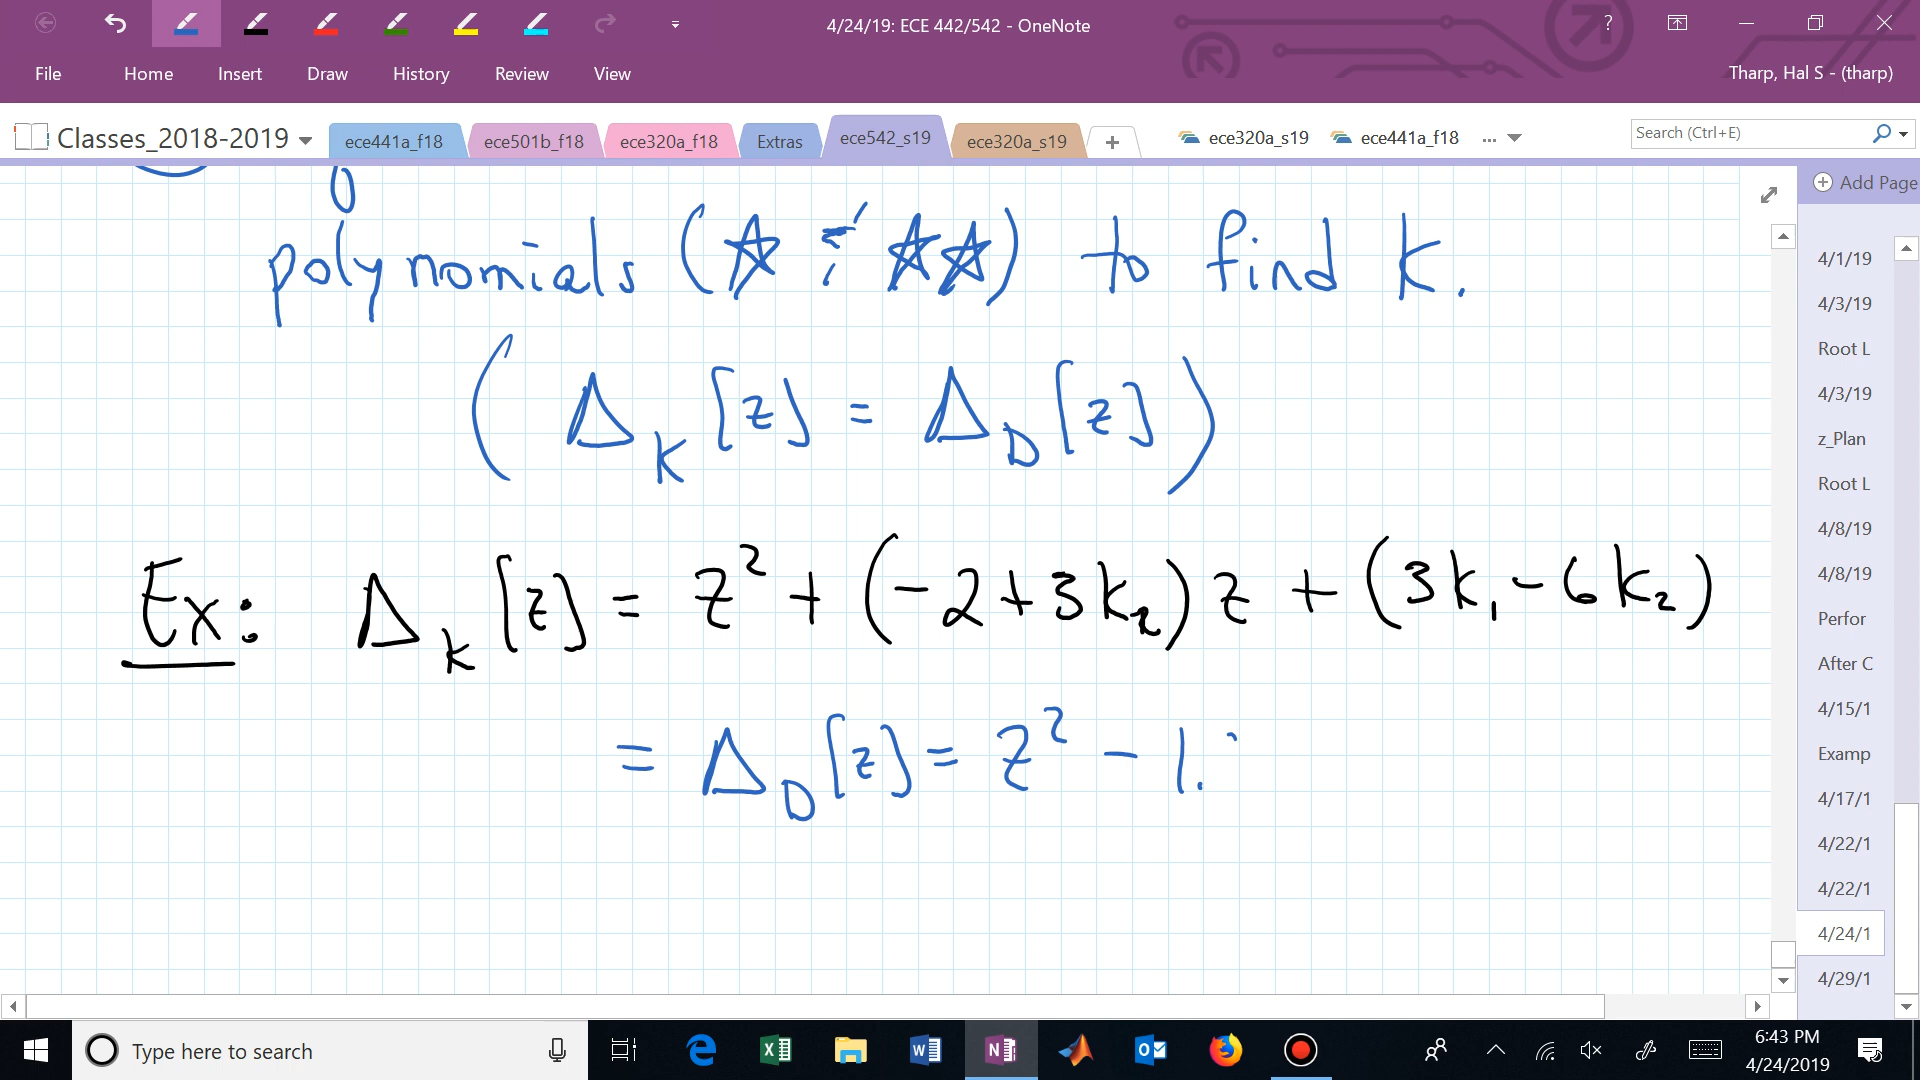 4/24/19: ECE 442/542 - OneNote
?
File Home Insert Draw History Review View
Tharp, Hal S - (tharp)
Classes_2018-2019
ece441a_f18 ece501b_f18 ece320a_f18 Extras ece542_s19 ece320a_s19 +
ece320a_s19 ece441a_f18 ...
Search (Ctrl+E)
Add Page
4/1/19
4/3/19
Root L
4/3/19
z_Plan
Root L
4/8/19
4/8/19
Perfor
After C
4/15/1
Examp
4/17/1
4/22/1
4/22/1
4/24/1
4/29/1
polynomials (☆ & ☆☆) to find K.
(Δ_K[z] = Δ_D[z])
Ex: Δ_K[z] = z² + (-2+3k₂)z + (3k₁-6k₂)
= Δ_D[z] = z² - 1.
Type here to search
6:43 PM
4/24/2019